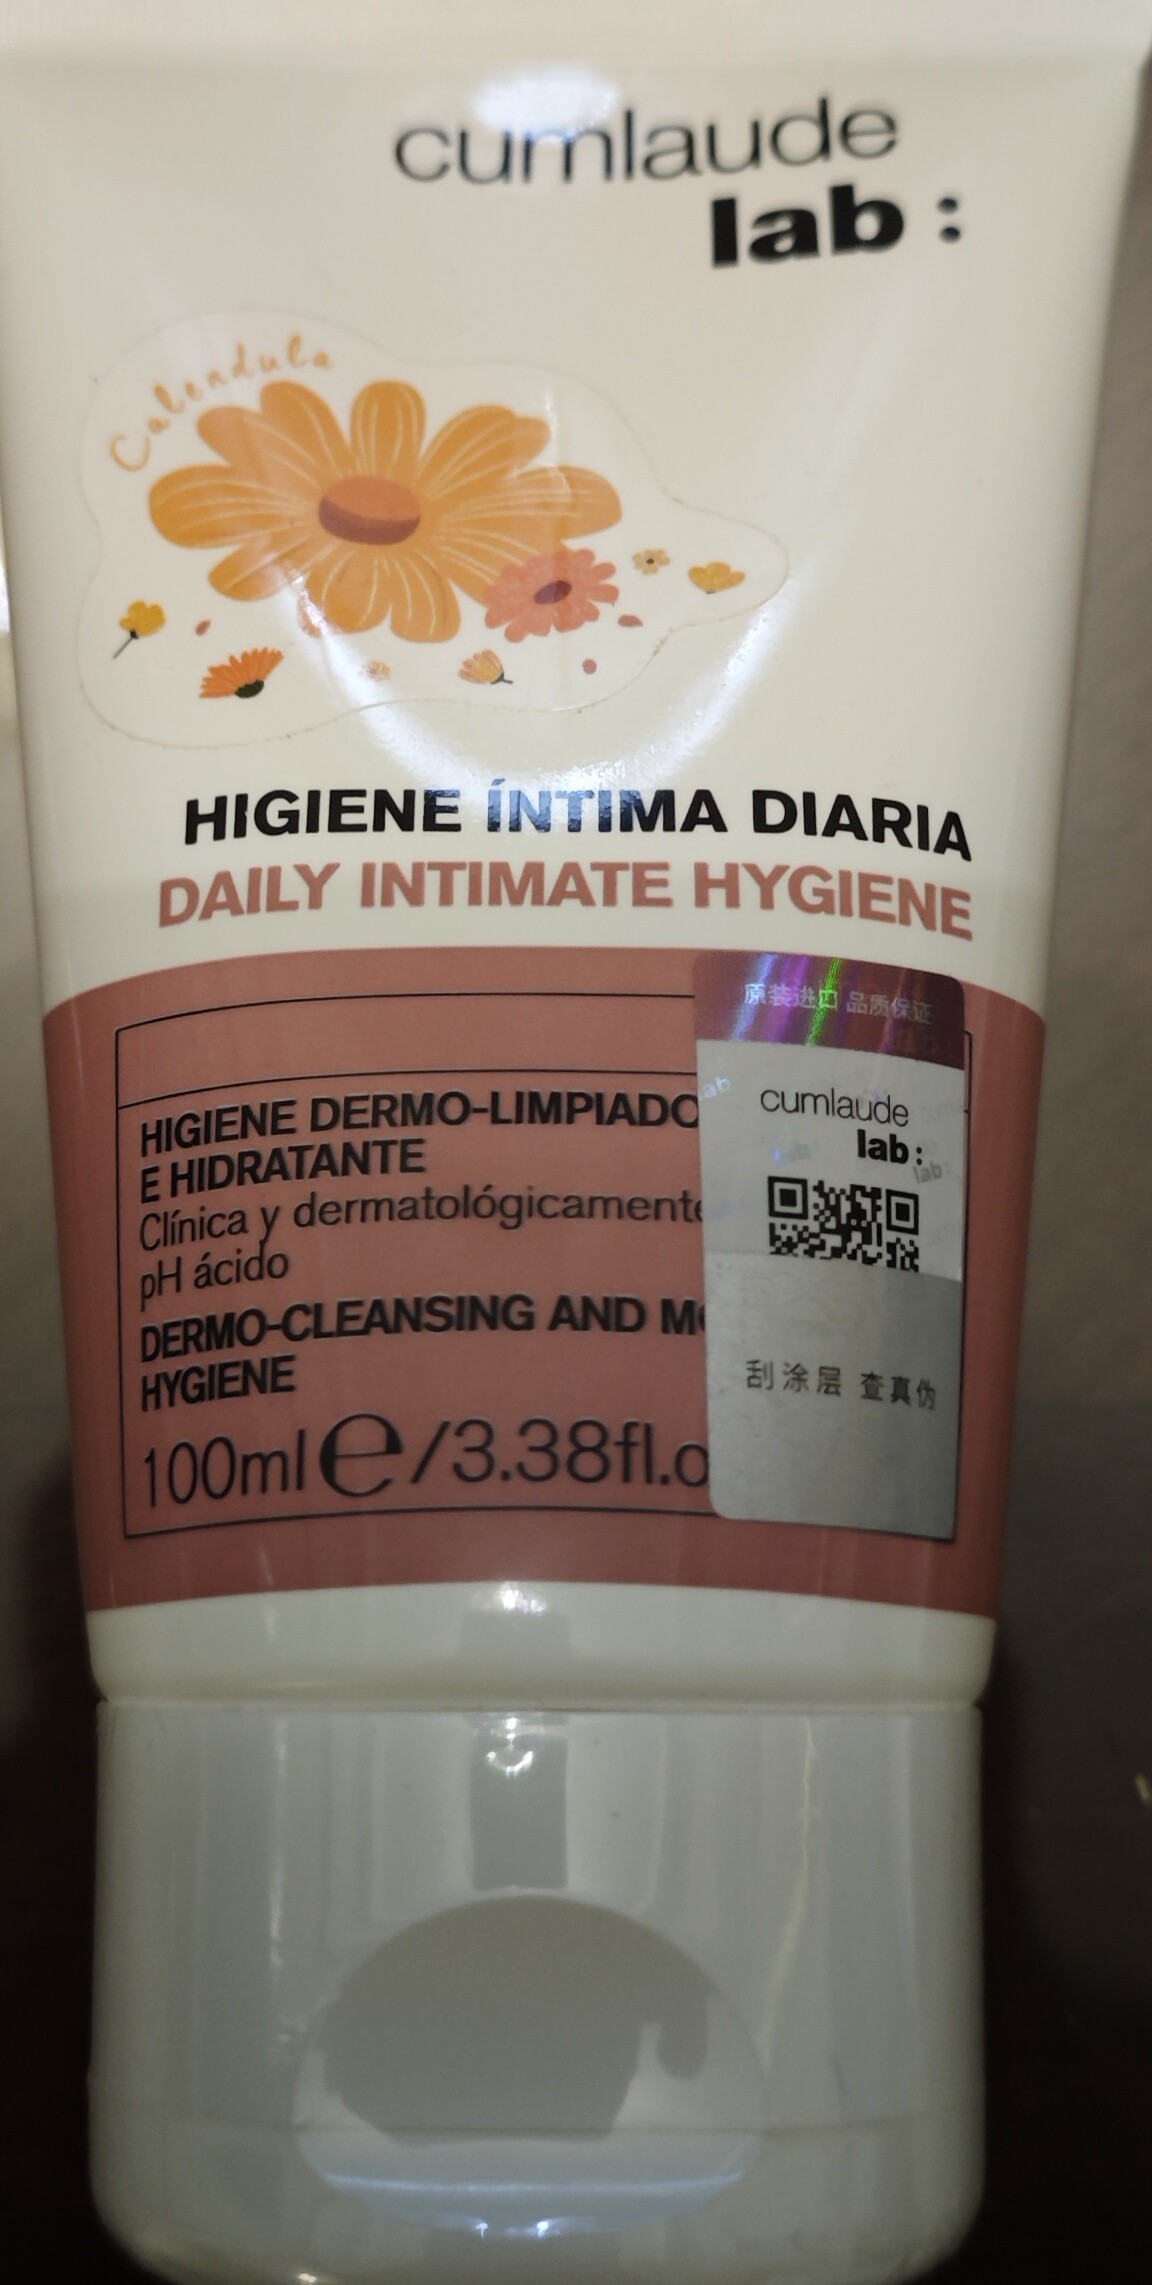 cumlaude
lab:
Calendula
HIGIENE ÍNTIMA DIARIA
DAILY INTIMATE HYGIENE
原装进口 品质保证
cumlaude
lab:
刮涂层 查真伪
HIGIENE DERMO-LIMPIADO
E HIDRATANTE
Clínica y dermatológicamente
pH ácido
DERMO-CLEANSING AND
HYGIENE
100ml e/3.38fl.o